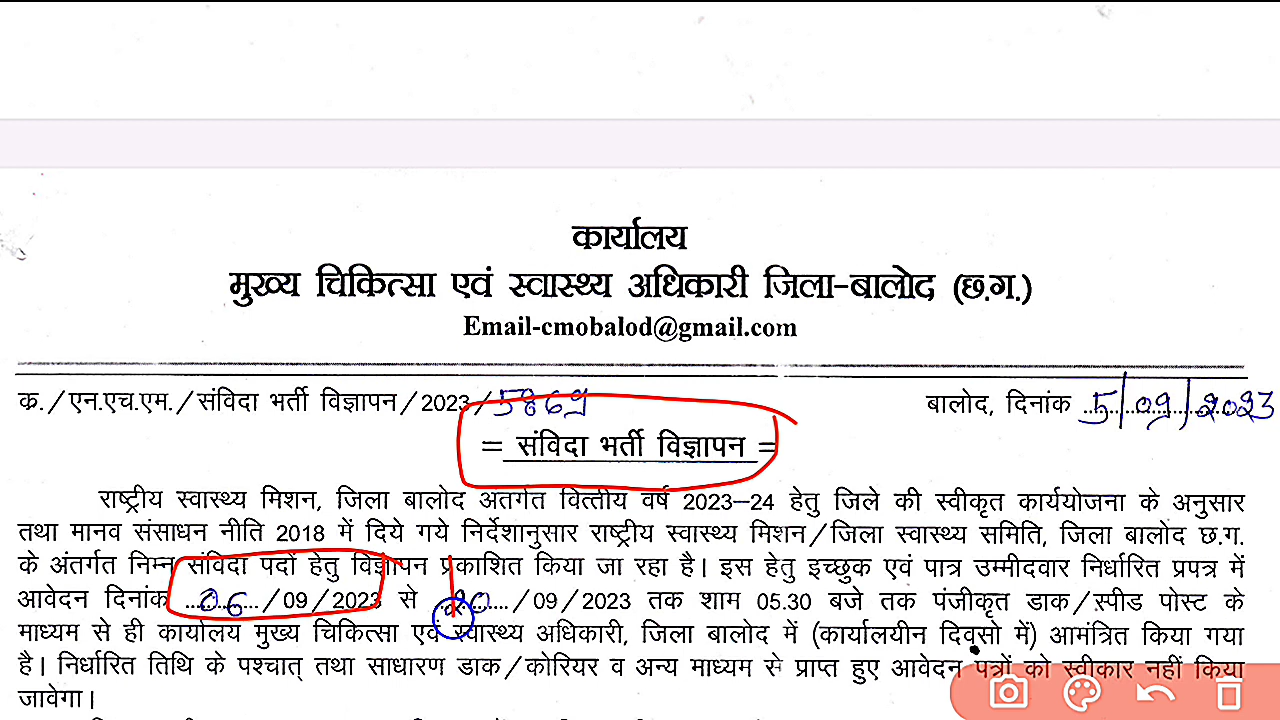 कार्यालय
मुख्य चिकित्सा एवं स्वास्थ्य अधिकारी जिला–बालोद (छ.ग.)
Email-cmobalod@gmail.com
क./एन.एच.एम./संविदा भर्ती विज्ञापन/2023/5869 बालोद, दिनांक 5/09/2023
= संविदा भर्ती विज्ञापन =
राष्ट्रीय स्वास्थ्य मिशन, जिला बालोद अंतर्गत वित्तीय वर्ष 2023–24 हेतु जिले की स्वीकृत कार्ययोजना के अनुसार
तथा मानव संसाधन नीति 2018 में दिये गये निर्देशानुसार राष्ट्रीय स्वास्थ्य मिशन/जिला स्वास्थ्य समिति, जिला बालोद छ.ग.
के अंतर्गत निम्न संविदा पदों हेतु विज्ञापन प्रकाशित किया जा रहा है। इस हेतु इच्छुक एवं पात्र उम्मीदवार निर्धारित प्रपत्र में
आवेदन दिनांक 06/09/2023 से 20/09/2023 तक शाम 05.30 बजे तक पंजीकृत डाक/स्पीड पोस्ट के
माध्यम से ही कार्यालय मुख्य चिकित्सा एवं स्वास्थ्य अधिकारी, जिला बालोद में (कार्यालयीन दिवसो में) आमंत्रित किया गया
है। निर्धारित तिथि के पश्चात् तथा साधारण डाक/कोरियर व अन्य माध्यम से प्राप्त हुए आवेदन पत्रों को स्वीकार नहीं किया
जावेगा।